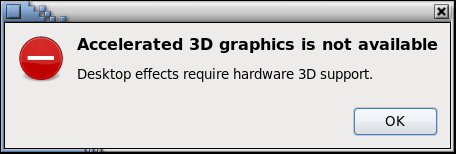 Accelerated 3D graphics is not available
Desktop effects require hardware 3D support.
OK